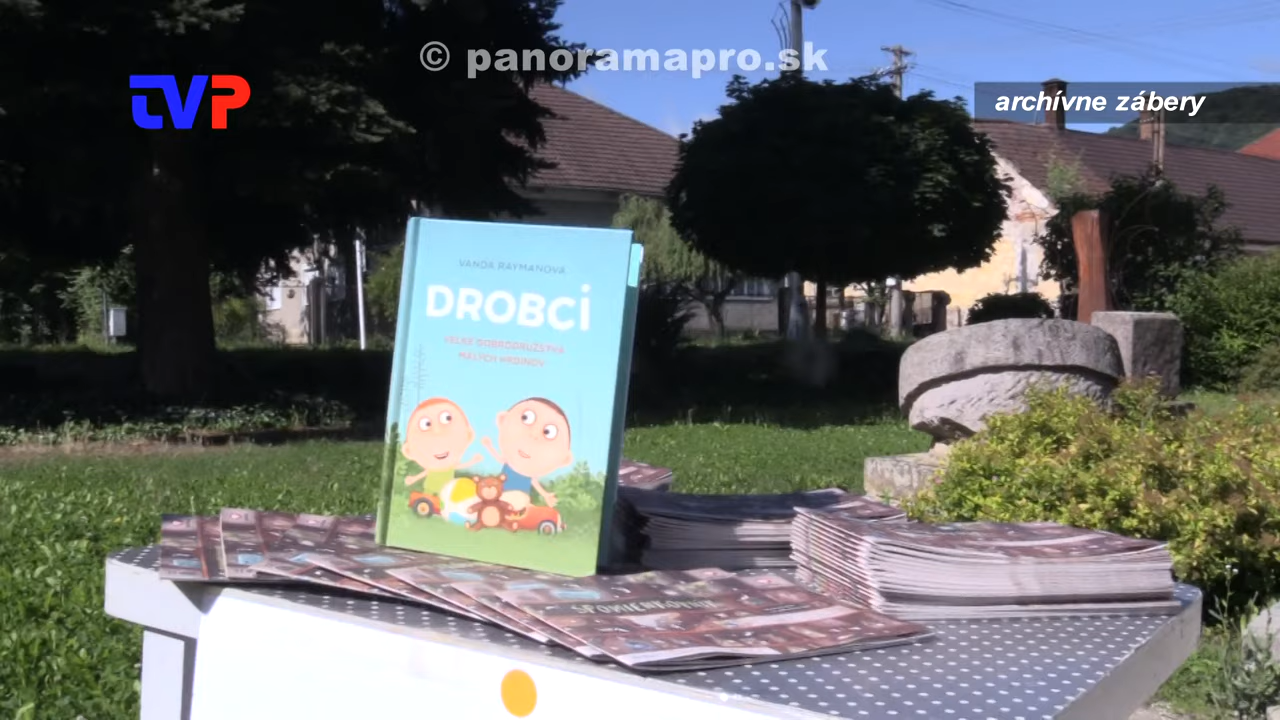 © panoramapro.sk
TVP
archívne zábery
VANDA RAYMANOVÁ
DROBCI
VEĽKÉ DOBRODRUŽSTVÁ
MALÝCH HRDINOV
SPOMIENKOVNÍK